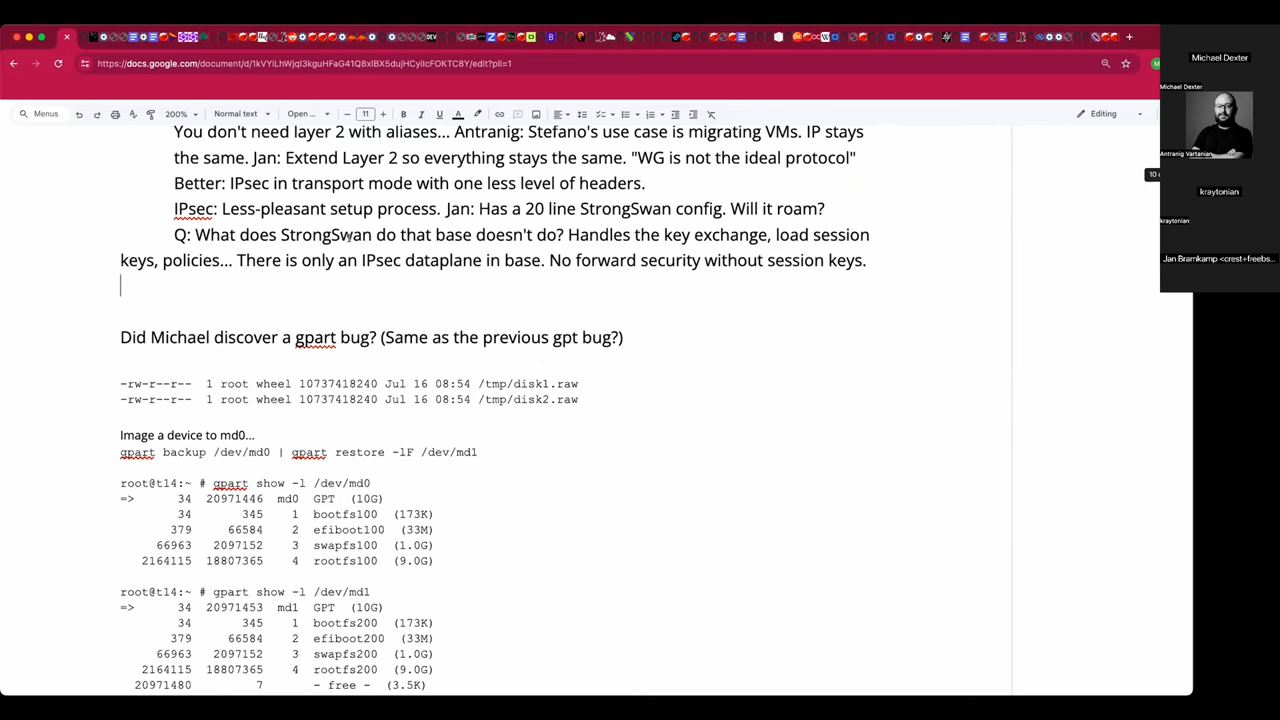 https://docs.google.com/document/d/1kVYiLhWjqI3kguHFaG41Q8xIBX5dujHCyiIcFOKTC8Y/edit?pli=1
Menus
200%
Normal text
Open ...
11
Editing
You don't need layer 2 with aliases... Antranig: Stefano's use case is migrating VMs. IP stays
the same. Jan: Extend Layer 2 so everything stays the same. "WG is not the ideal protocol"
Better: IPsec in transport mode with one less level of headers.
IPsec: Less-pleasant setup process. Jan: Has a 20 line StrongSwan config. Will it roam?
Q: What does StrongSwan do that base doesn't do? Handles the key exchange, load session
keys, policies... There is only an IPsec dataplane in base. No forward security without session keys.
Did Michael discover a gpart bug? (Same as the previous gpt bug?)
-rw-r--r-- 1 root wheel 10737418240 Jul 16 08:54 /tmp/disk1.raw
-rw-r--r-- 1 root wheel 10737418240 Jul 16 08:54 /tmp/disk2.raw
Image a device to md0...
gpart backup /dev/md0 | gpart restore -lF /dev/md1
root@t14:~ # gpart show -l /dev/md0
=> 34 20971446 md0 GPT (10G)
34 345 1 bootfs100 (173K)
379 66584 2 efiboot100 (33M)
66963 2097152 3 swapfs100 (1.0G)
2164115 18807365 4 rootfs100 (9.0G)
root@t14:~ # gpart show -l /dev/md1
=> 34 20971453 md1 GPT (10G)
34 345 1 bootfs200 (173K)
379 66584 2 efiboot200 (33M)
66963 2097152 3 swapfs200 (1.0G)
2164115 18807365 4 rootfs200 (9.0G)
20971480 7 - free - (3.5K)
Michael Dexter
Michael Dexter
Antranig Vartanian
kraytonian
kraytonian
Jan Bramkamp <crest+freebs...